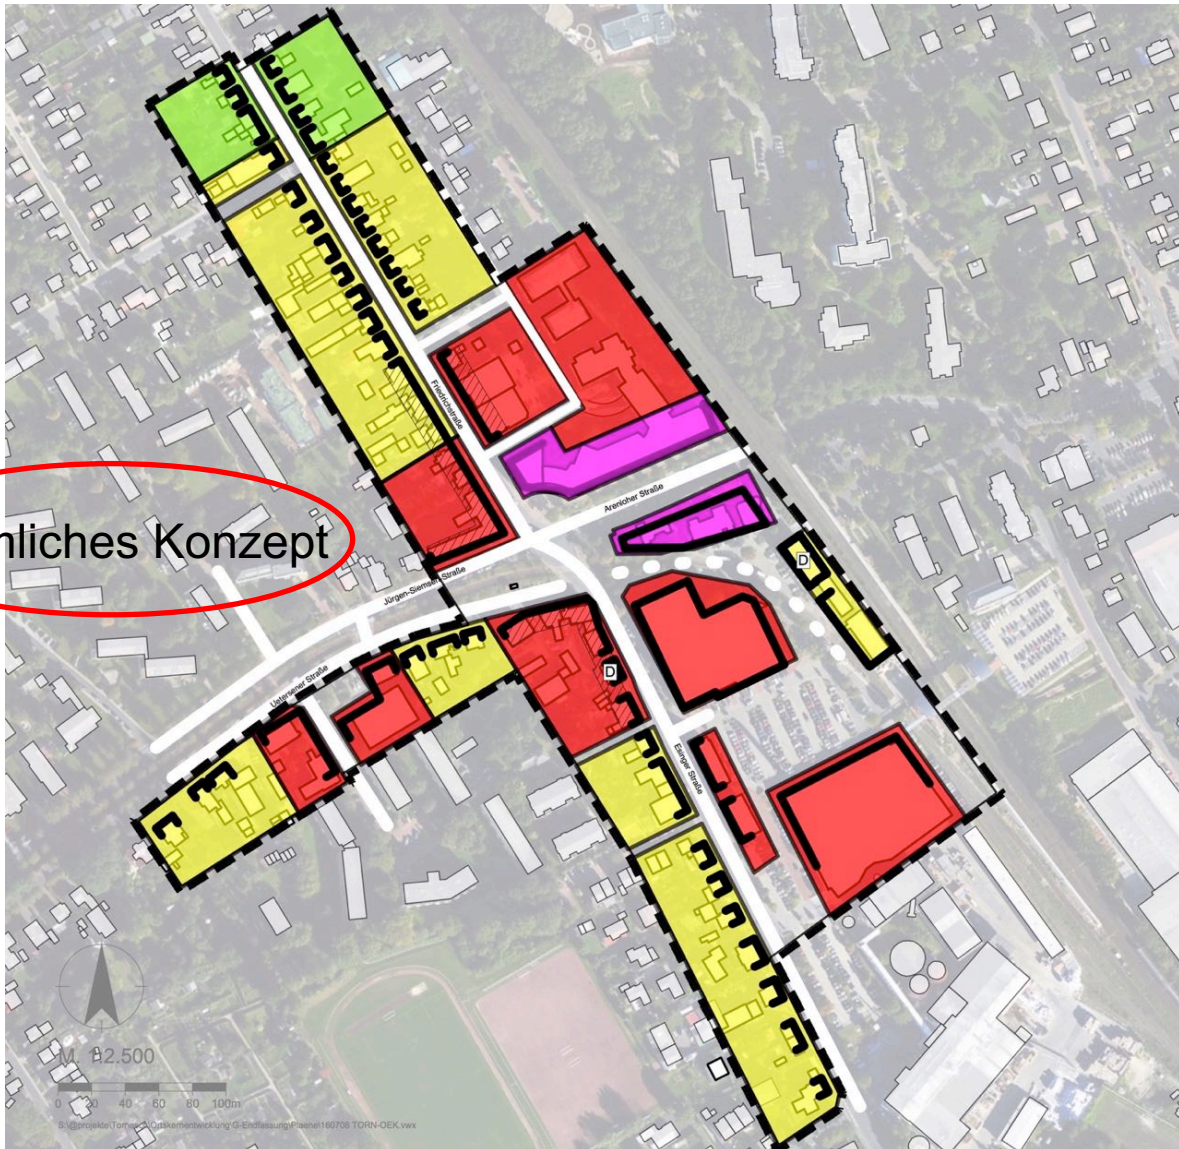 Friedrichstraße
Arenloher Straße
D
nliches Konzept
Jürgen-Siemsen-Straße
Uetersener Straße
D
Esinger Straße
M. 1:2.500
0 20 40 60 80 100m